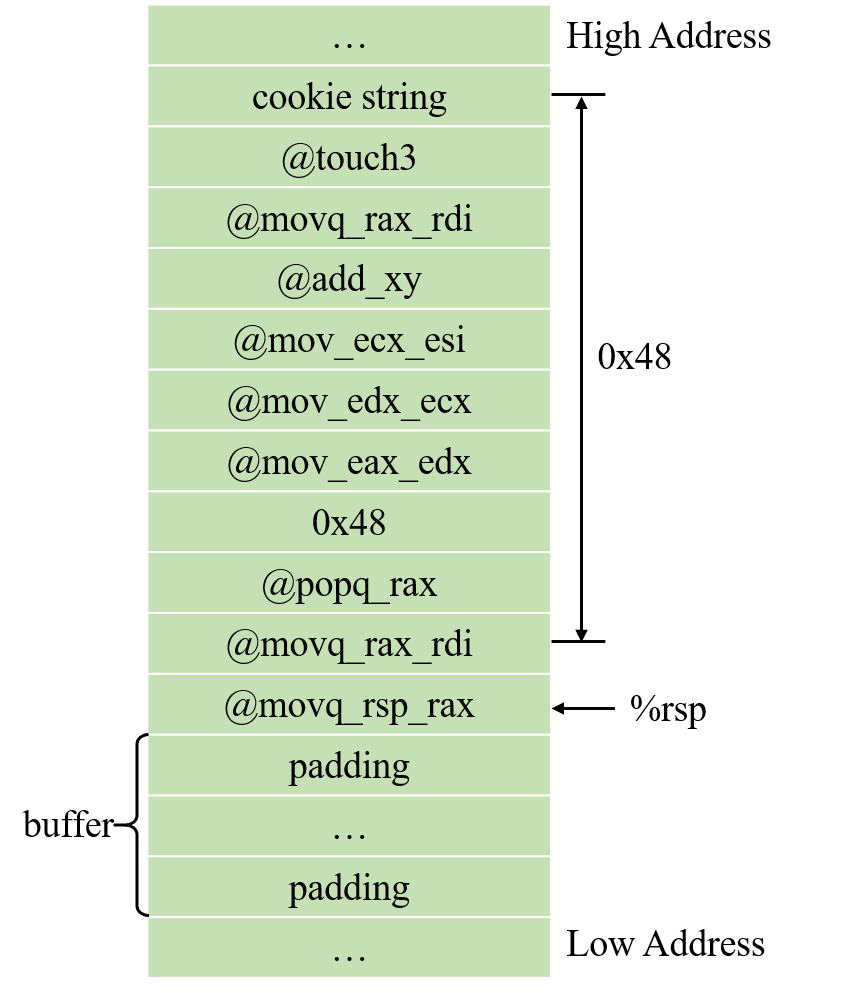 …
High Address
cookie string
@touch3
@movq_rax_rdi
@add_xy
@mov_ecx_esi
0x48
@mov_edx_ecx
@mov_eax_edx
0x48
@popq_rax
@movq_rax_rdi
@movq_rsp_rax
%rsp
padding
buffer
…
padding
…
Low Address